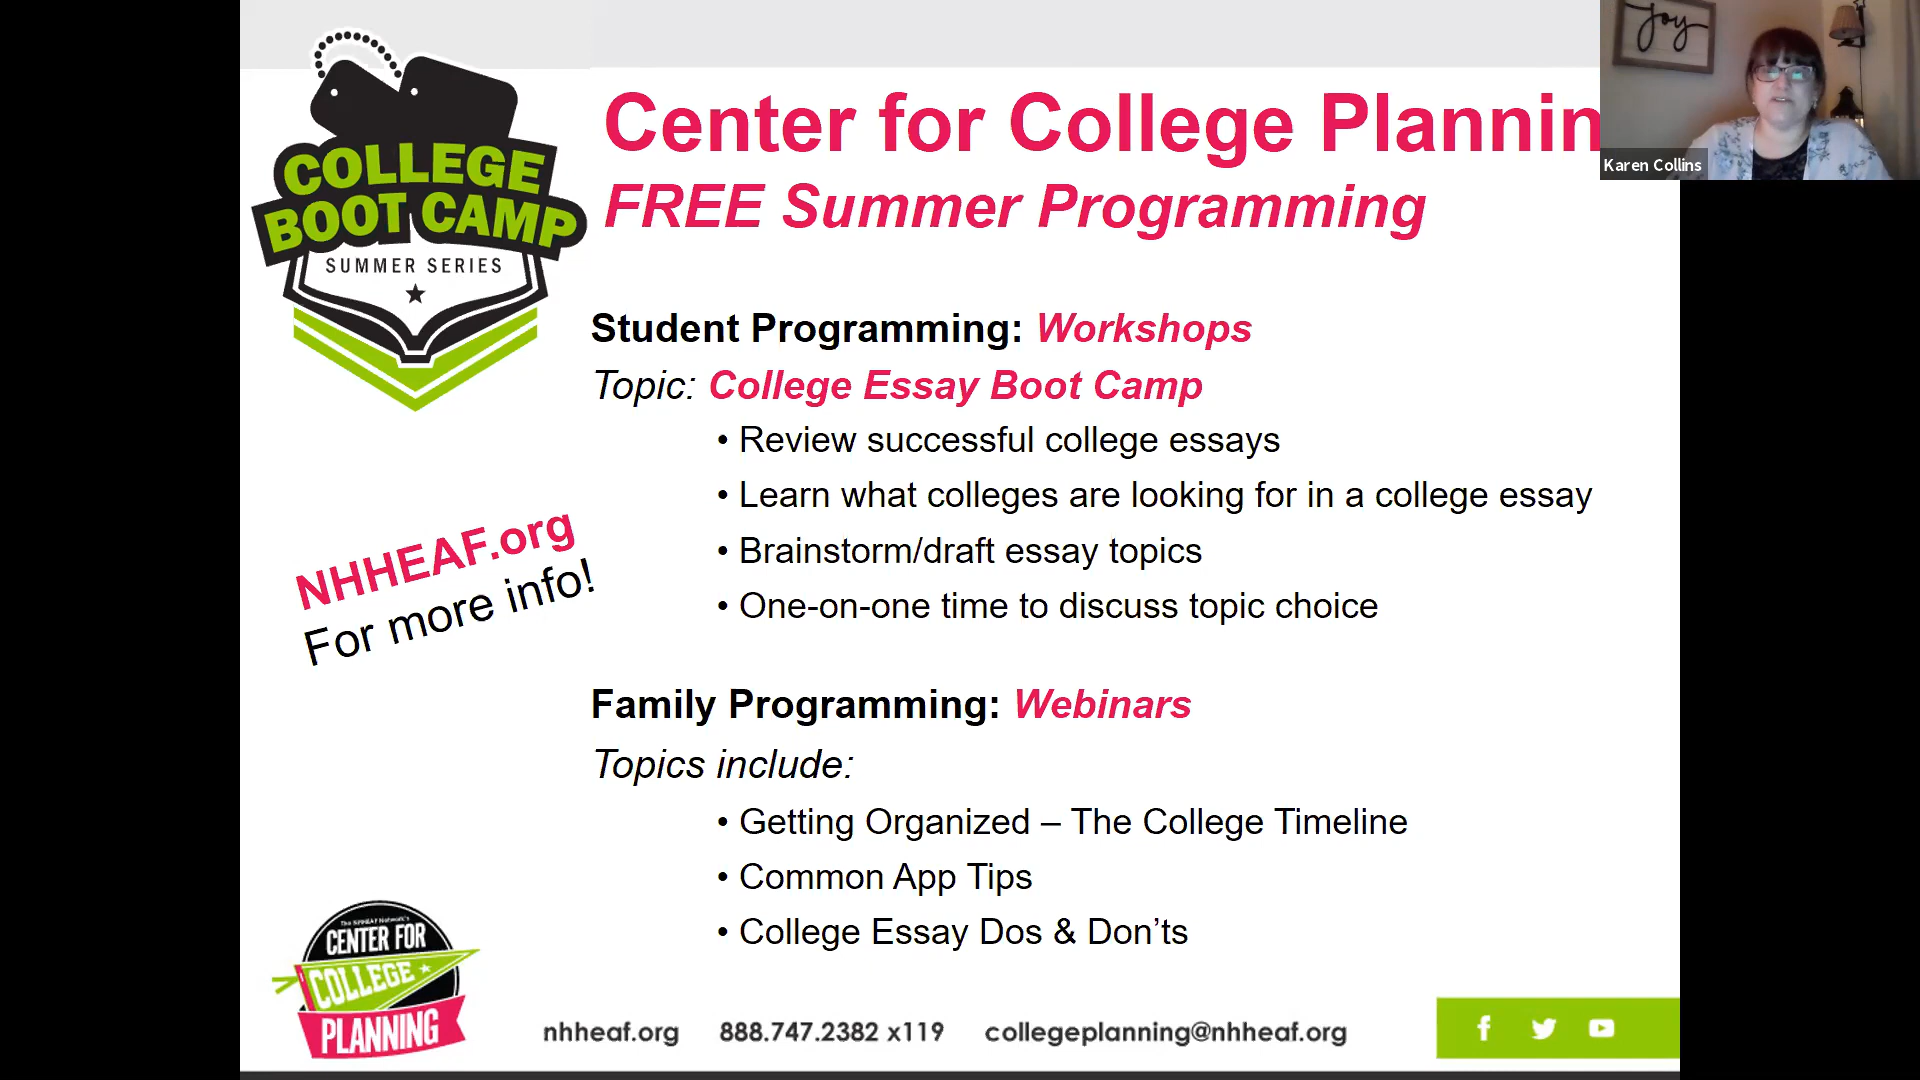 COLLEGE
BOOT CAMP
SUMMER SERIES
Center for College Plannin
FREE Summer Programming
joy
Karen Collins
Student Programming: Workshops
Topic: College Essay Boot Camp
• Review successful college essays
• Learn what colleges are looking for in a college essay
• Brainstorm/draft essay topics
• One-on-one time to discuss topic choice
NHHEAF.org
For more info!
Family Programming: Webinars
Topics include:
• Getting Organized – The College Timeline
• Common App Tips
• College Essay Dos & Don’ts
The NHHEAF Network's
CENTER FOR
COLLEGE
PLANNING
nhheaf.org 888.747.2382 x119 collegeplanning@nhheaf.org